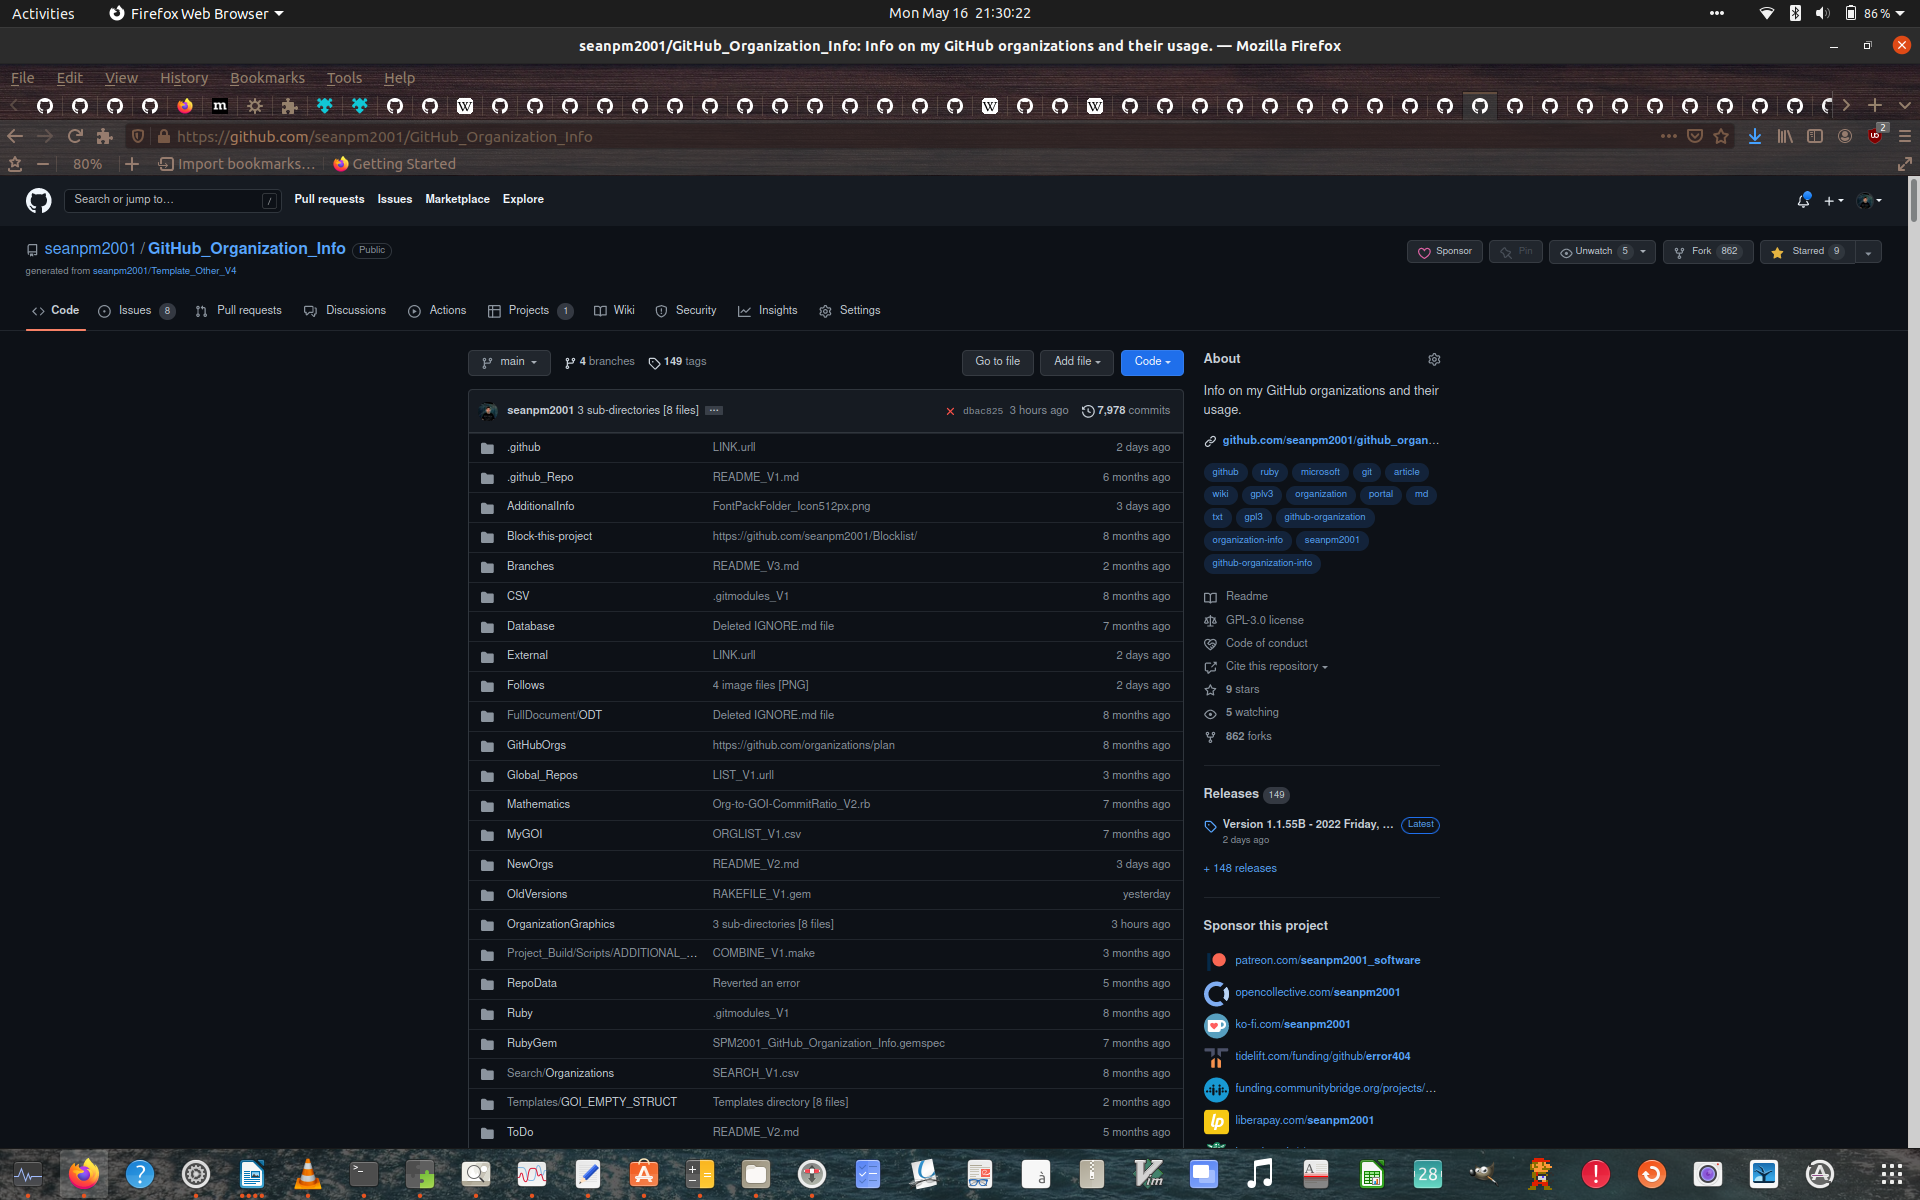 Activities
Firefox Web Browser
Mon May 16 21:30:22
86 %
seanpm2001/GitHub_Organization_Info: Info on my GitHub organizations and their usage. — Mozilla Firefox
File Edit View History Bookmarks Tools Help
https://github.com/seanpm2001/GitHub_Organization_Info
2
80%
Import bookmarks...
Getting Started
Search or jump to...
/
Pull requests Issues Marketplace Explore
seanpm2001 / GitHub_Organization_Info Public
generated from seanpm2001/Template_Other_V4
Sponsor
Pin
Unwatch 5
Fork 862
Starred 9
Code
Issues 8
Pull requests
Discussions
Actions
Projects 1
Wiki
Security
Insights
Settings
main
4 branches
149 tags
Go to file
Add file
Code
seanpm2001 3 sub-directories [8 files] ...
dbac825 3 hours ago
7,978 commits
.github LINK.urll 2 days ago
.github_Repo README_V1.md 6 months ago
AdditionalInfo FontPackFolder_Icon512px.png 3 days ago
Block-this-project https://github.com/seanpm2001/Blocklist/ 8 months ago
Branches README_V3.md 2 months ago
CSV .gitmodules_V1 8 months ago
Database Deleted IGNORE.md file 7 months ago
External LINK.urll 2 days ago
Follows 4 image files [PNG] 2 days ago
FullDocument/ODT Deleted IGNORE.md file 8 months ago
GitHubOrgs https://github.com/organizations/plan 8 months ago
Global_Repos LIST_V1.urll 3 months ago
Mathematics Org-to-GOI-CommitRatio_V2.rb 7 months ago
MyGOI ORGLIST_V1.csv 7 months ago
NewOrgs README_V2.md 3 days ago
OldVersions RAKEFILE_V1.gem yesterday
OrganizationGraphics 3 sub-directories [8 files] 3 hours ago
Project_Build/Scripts/ADDITIONAL_... COMBINE_V1.make 3 months ago
RepoData Reverted an error 5 months ago
Ruby .gitmodules_V1 8 months ago
RubyGem SPM2001_GitHub_Organization_Info.gemspec 7 months ago
Search/Organizations SEARCH_V1.csv 8 months ago
Templates/GOI_EMPTY_STRUCT Templates directory [8 files] 2 months ago
ToDo README_V2.md 5 months ago
About
Info on my GitHub organizations and their
usage.
github.com/seanpm2001/github_organ...
github ruby microsoft git article
wiki gplv3 organization portal md
txt gpl3 github-organization
organization-info seanpm2001
github-organization-info
Readme
GPL-3.0 license
Code of conduct
Cite this repository
9 stars
5 watching
862 forks
Releases 149
Version 1.1.55B - 2022 Friday, ... Latest
2 days ago
+ 148 releases
Sponsor this project
patreon.com/seanpm2001_software
opencollective.com/seanpm2001
ko-fi.com/seanpm2001
tidelift.com/funding/github/error404
funding.communitybridge.org/projects/...
lp
liberapay.com/seanpm2001
28